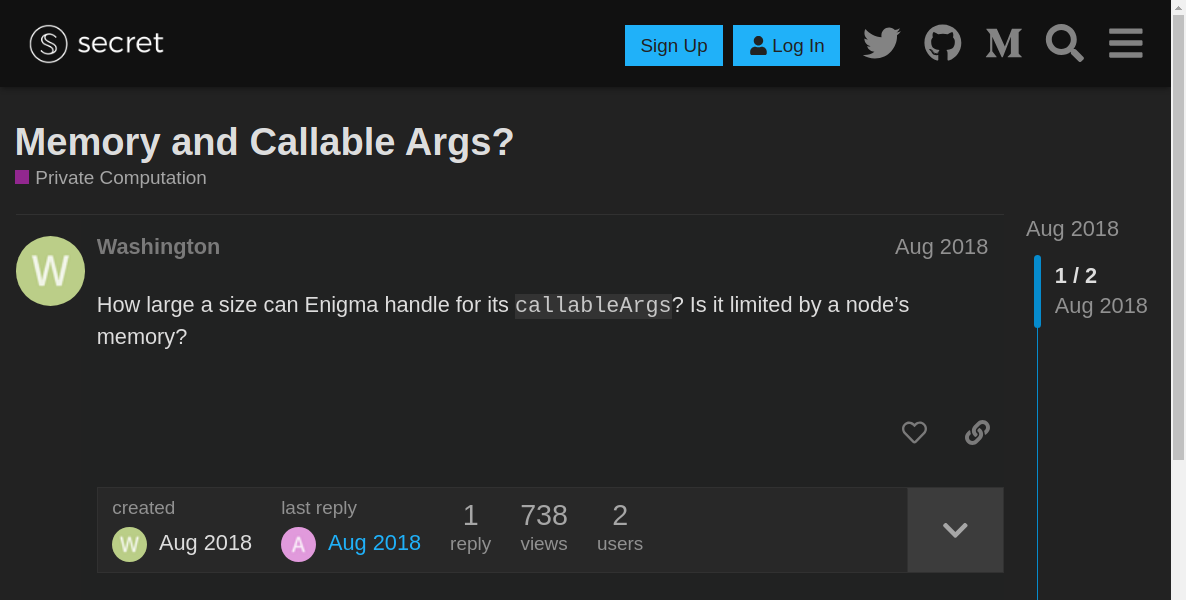 secret
Sign Up
Log In
Memory and Callable Args?
Private Computation
W
Washington
Aug 2018
How large a size can Enigma handle for its callableArgs? Is it limited by a node’s
memory?
Aug 2018
1 / 2
Aug 2018
created
W Aug 2018
last reply
A Aug 2018
1
reply
738
views
2
users